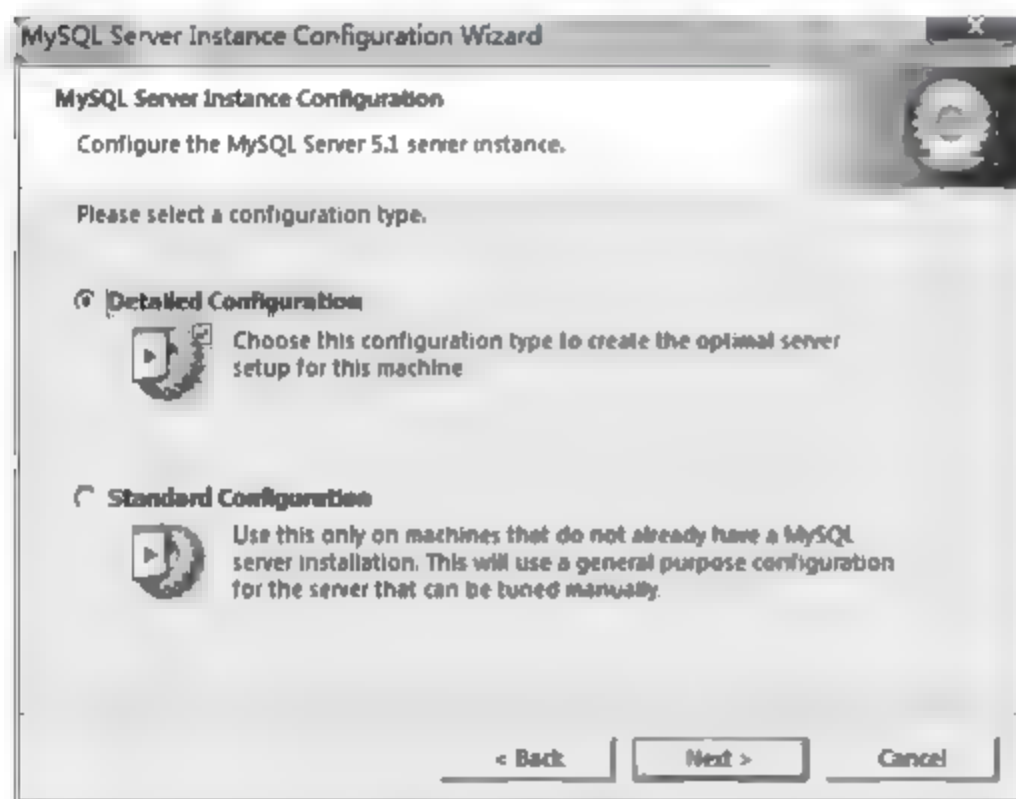 MySQL Server Instance Configuration Wizard
X
MySQL Server Instance Configuration
Configure the MySQL Server 5.1 server instance.
Please select a configuration type.
Detailed Configuration
Choose this configuration type to create the optimal server
setup for this machine
Standard Configuration
Use this only on machines that do not already have a MySQL
server installation. This will use a general purpose configuration
for the server that can be tuned manually.
< Back
Next >
Cancel